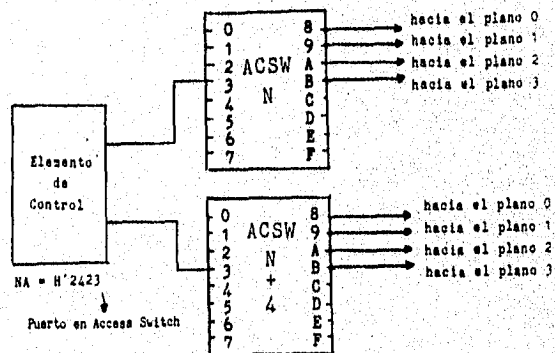 0 8 hacia el plano 0
1 9 hacia el plano 1
2 ACSW A hacia el plano 2
3 N B hacia el plano 3
4 C
5 D
6 E
7 F
Elemento
de
Control
NA = H'2423
Puerto en Access Switch
0 8 hacia el plano 0
1 ACSW 9 hacia el plano 1
2 N A hacia el plano 2
3 + B hacia el plano 3
4 4 C
5 D
6 E
7 F